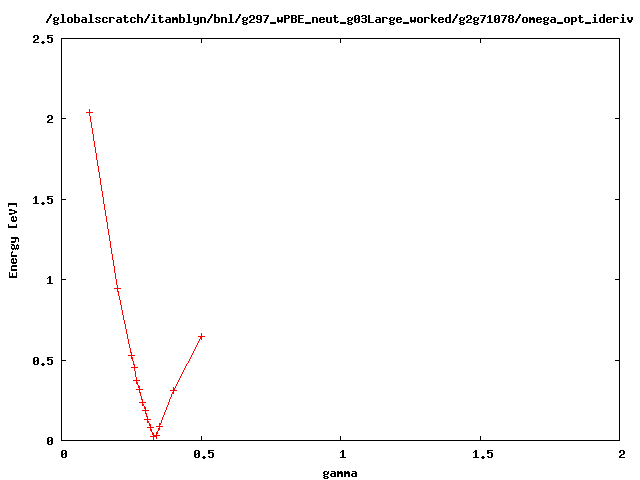 /globalscratch/itamblyn/bnl/g297_wPBE_neut_g03Large_worked/g2g71078/omega_opt_ideriv
2.5
2
1.5
1
0.5
0
Energy [eV]
0 0.5 1 1.5 2
gamma